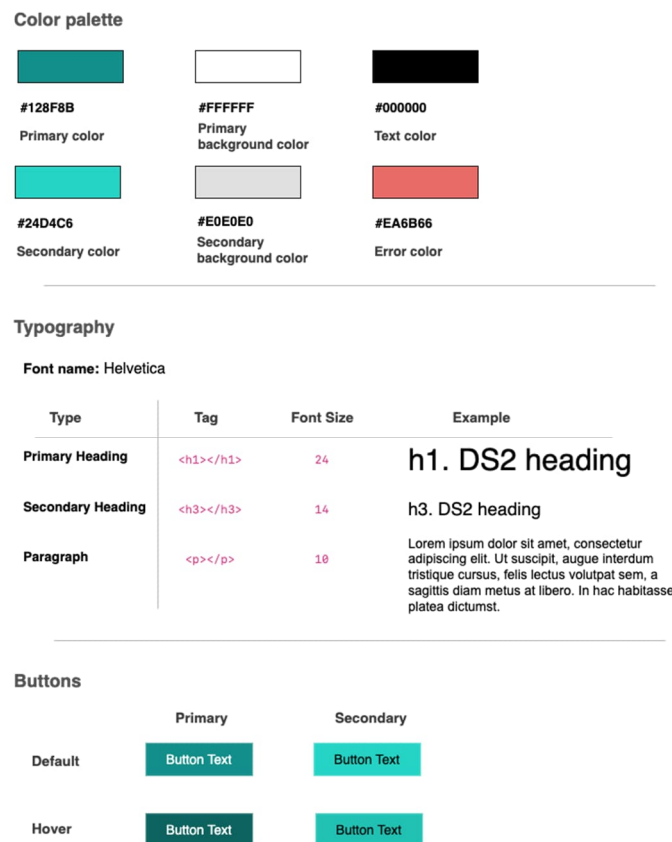 Color palette
#128F8B
#FFFFFF
#000000
Primary color
Primary
background color
Text color
#24D4C6
#E0E0E0
#EA6B66
Secondary color
Secondary
background color
Error color
Typography
Font name: Helvetica
Type Tag Font Size Example
Primary Heading <h1></h1> 24 h1. DS2 heading
Secondary Heading <h3></h3> 14 h3. DS2 heading
Paragraph <p></p> 10
Lorem ipsum dolor sit amet, consectetur
adipiscing elit. Ut suscipit, augue interdum
tristique cursus, felis lectus volutpat sem, a
sagittis diam metus at libero. In hac habitasse
platea dictumst.
Buttons
Primary Secondary
Default Button Text Button Text
Hover Button Text Button Text